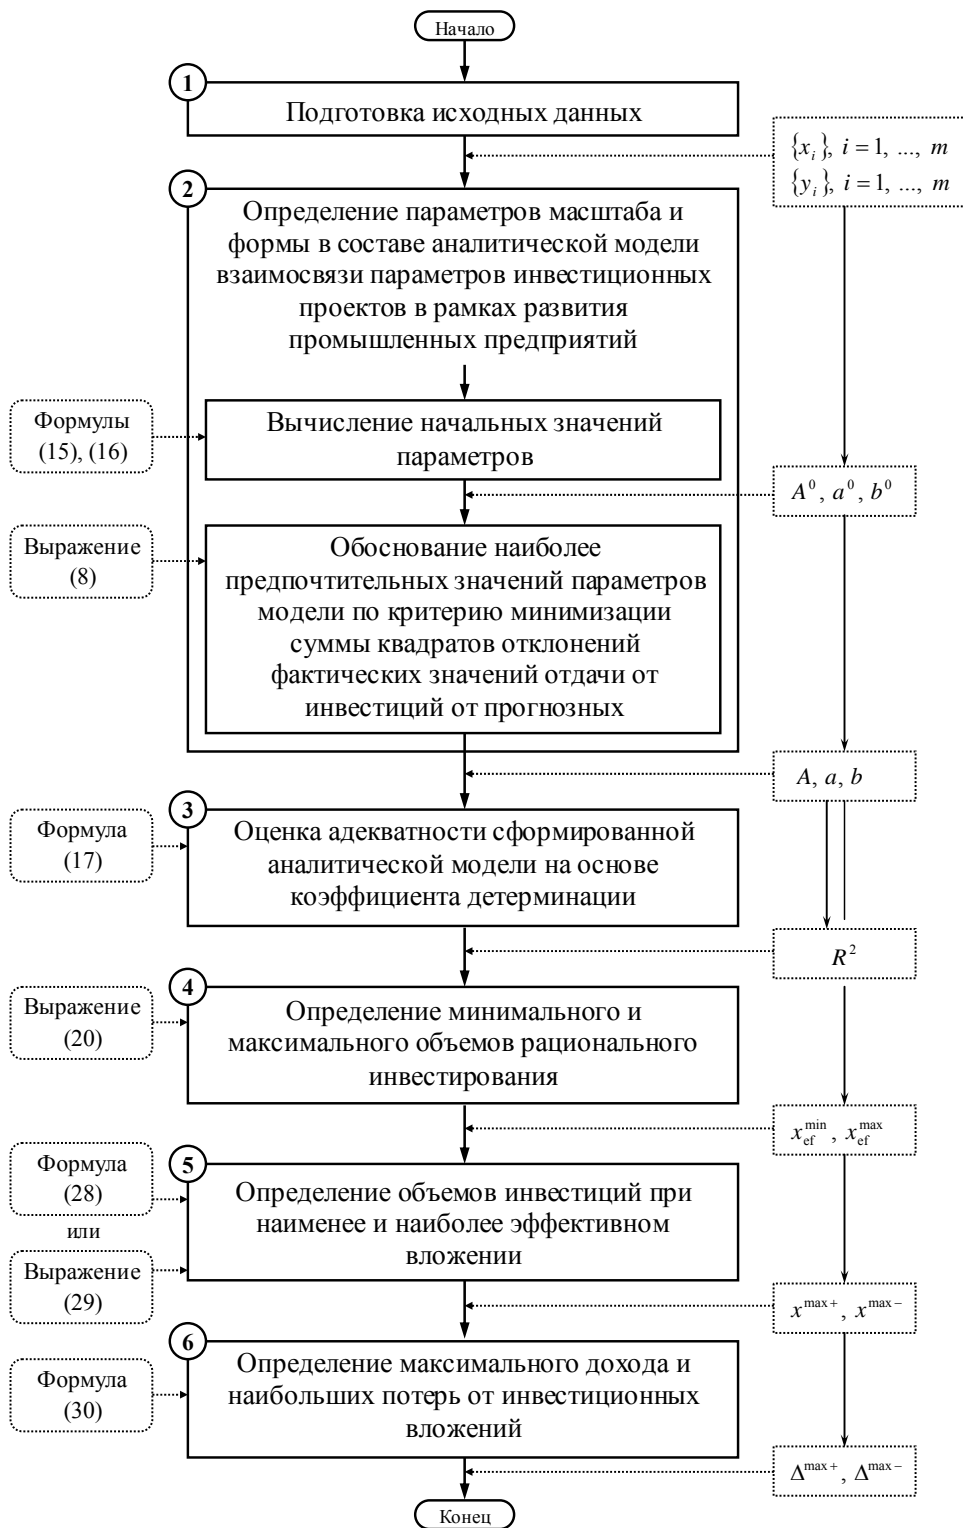 Начало
1
Подготовка исходных данных
{x_i}, i = 1, ..., m
{y_i}, i = 1, ..., m
2
Определение параметров масштаба и
формы в составе аналитической модели
взаимосвязи параметров инвестиционных
проектов в рамках развития
промышленных предприятий
Формулы
(15), (16)
Вычисление начальных значений
параметров
A^0, a^0, b^0
Выражение
(8)
Обоснование наиболее
предпочтительных значений параметров
модели по критерию минимизации
суммы квадратов отклонений
фактических значений отдачи от
инвестиций от прогнозных
A, a, b
3
Формула
(17)
Оценка адекватности сформированной
аналитической модели на основе
коэффициента детерминации
R^2
4
Выражение
(20)
Определение минимального и
максимального объемов рационального
инвестирования
x_ef^min, x_ef^max
Формула
(28)
или
Выражение
(29)
5
Определение объемов инвестиций при
наименее и наиболее эффективном
вложении
x^max+, x^max−
6
Формула
(30)
Определение максимального дохода и
наибольших потерь от инвестиционных
вложений
Δ^max+, Δ^max−
Конец